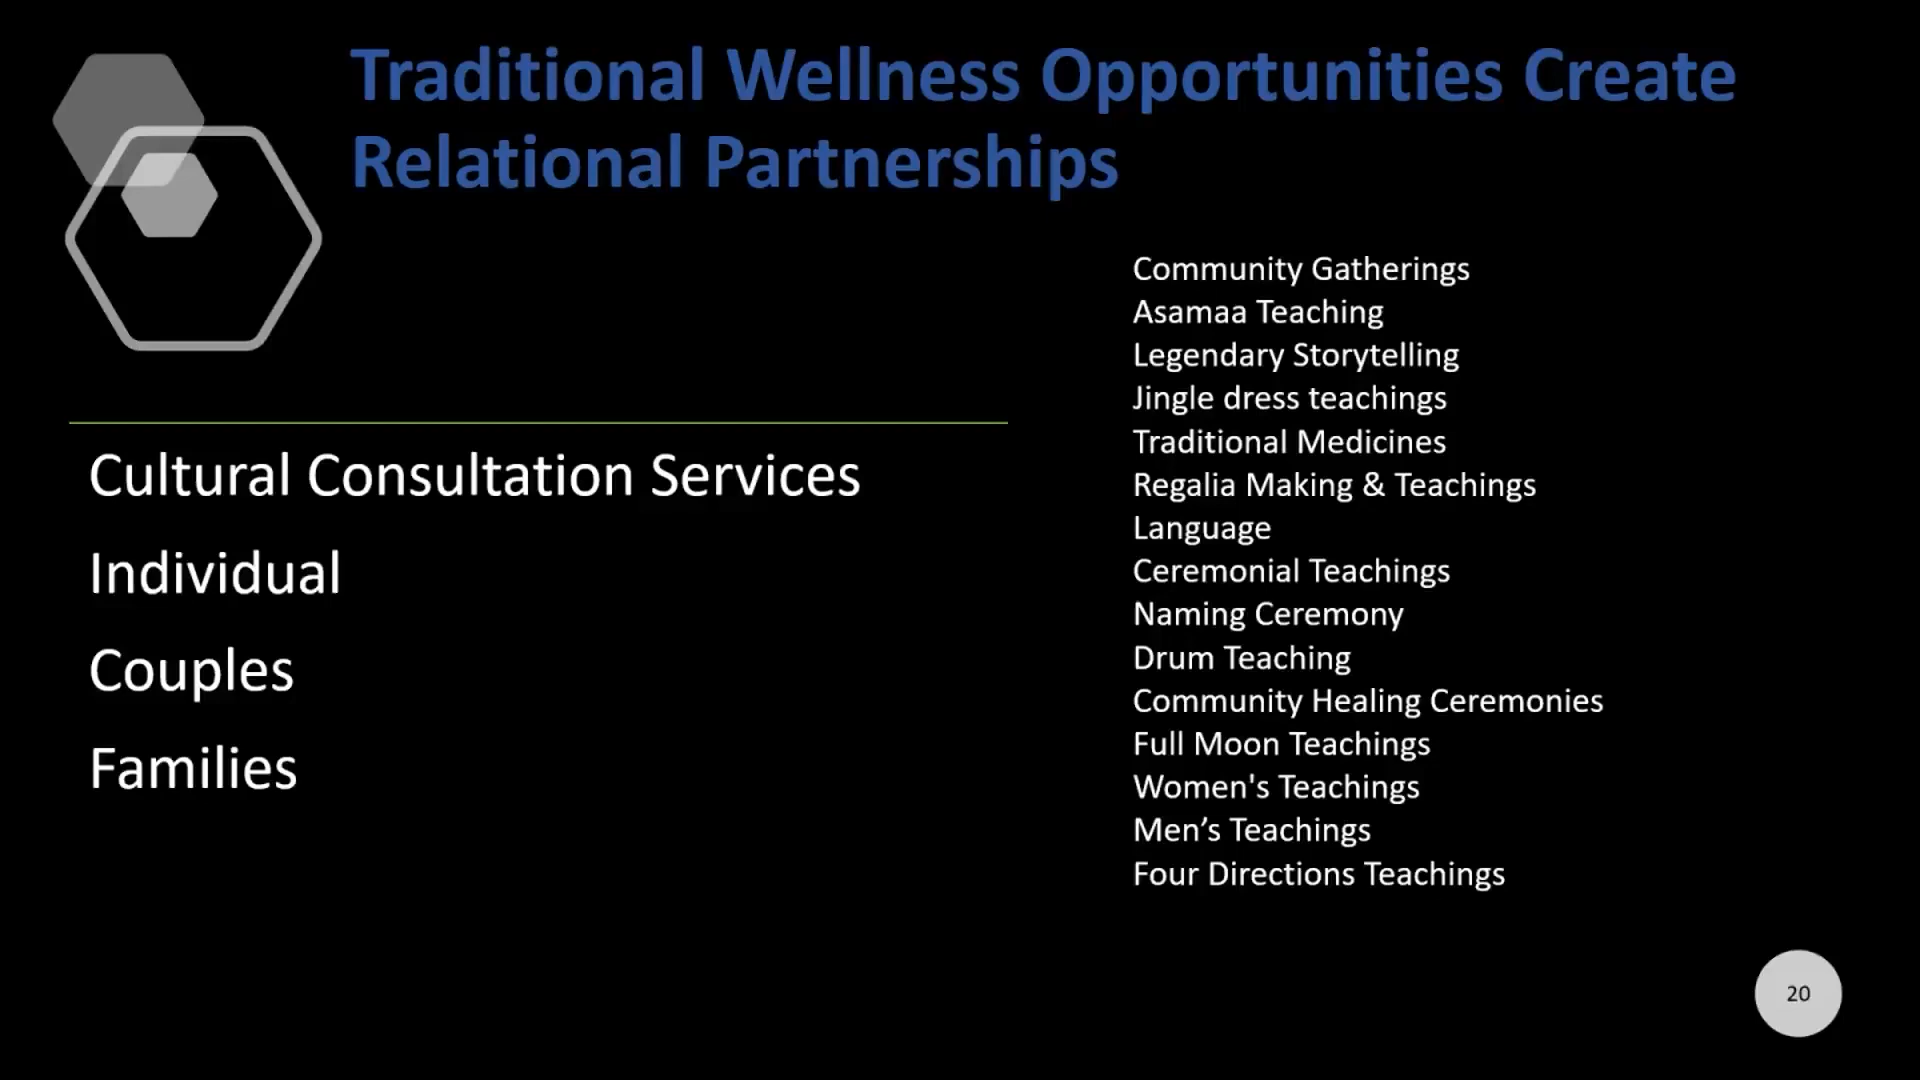 Traditional Wellness Opportunities Create
Relational Partnerships
Cultural Consultation Services
Individual
Couples
Families
Community Gatherings
Asamaa Teaching
Legendary Storytelling
Jingle dress teachings
Traditional Medicines
Regalia Making & Teachings
Language
Ceremonial Teachings
Naming Ceremony
Drum Teaching
Community Healing Ceremonies
Full Moon Teachings
Women's Teachings
Men’s Teachings
Four Directions Teachings
20